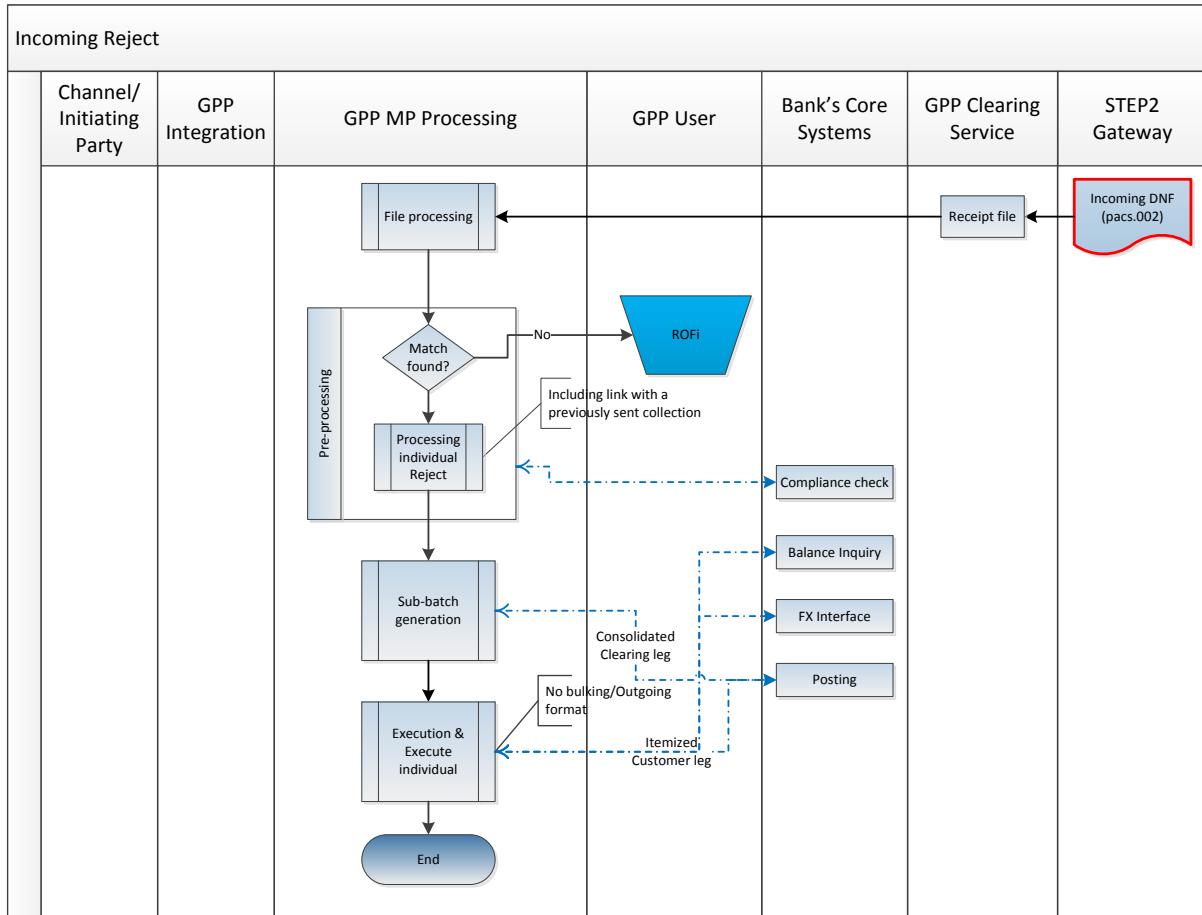 Incoming Reject
Channel/
Initiating
Party
GPP
Integration
GPP MP Processing
GPP User
Bank's Core
Systems
GPP Clearing
Service
STEP2
Gateway
File processing
Receipt file
Incoming DNF
(pacs.002)
Pre-processing
Match
found?
No
ROFi
Including link with a
previously sent collection
Processing
individual
Reject
Compliance check
Balance Inquiry
Sub-batch
generation
FX Interface
Consolidated
Clearing leg
Posting
No bulking/Outgoing
format
Execution &
Execute
individual
Itemized
Customer leg
End